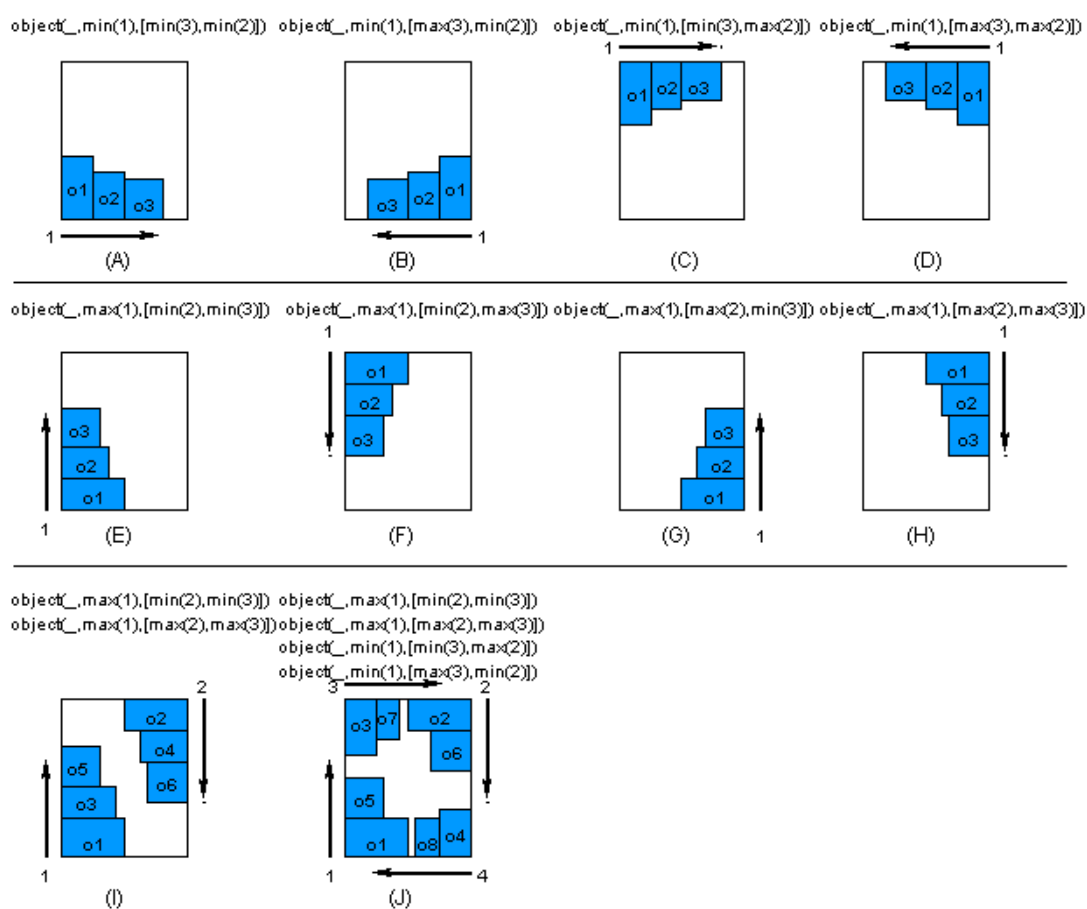 object(_,min(1),[min(3),min(2)]) object(_,min(1),[max(3),min(2)]) object(_,min(1),[min(3),max(2)]) object(_,min(1),[max(3),max(2)])
1 1
o1 o2 o3 o3 o2 o1
o1 o2 o3 o3 o2 o1
1 1
(A) (B) (C) (D)
object(_,max(1),[min(2),min(3)]) object(_,max(1),[min(2),max(3)]) object(_,max(1),[max(2),min(3)]) object(_,max(1),[max(2),max(3)])
1 1
o1 o1
o2 o2
o3 o3 o3 o3
o2 o2
o1 o1
1 1
(E) (F) (G) (H)
object(_,max(1),[min(2),min(3)]) object(_,max(1),[min(2),min(3)])
object(_,max(1),[max(2),max(3)]) object(_,max(1),[max(2),max(3)])
object(_,min(1),[min(3),max(2)])
object(_,min(1),[max(3),min(2)])
2 3 2
o2 o3 o7 o2
o4 o6
o5 o6 o5
o3
o1 o1 o8 o4
1 1 4
(I) (J)